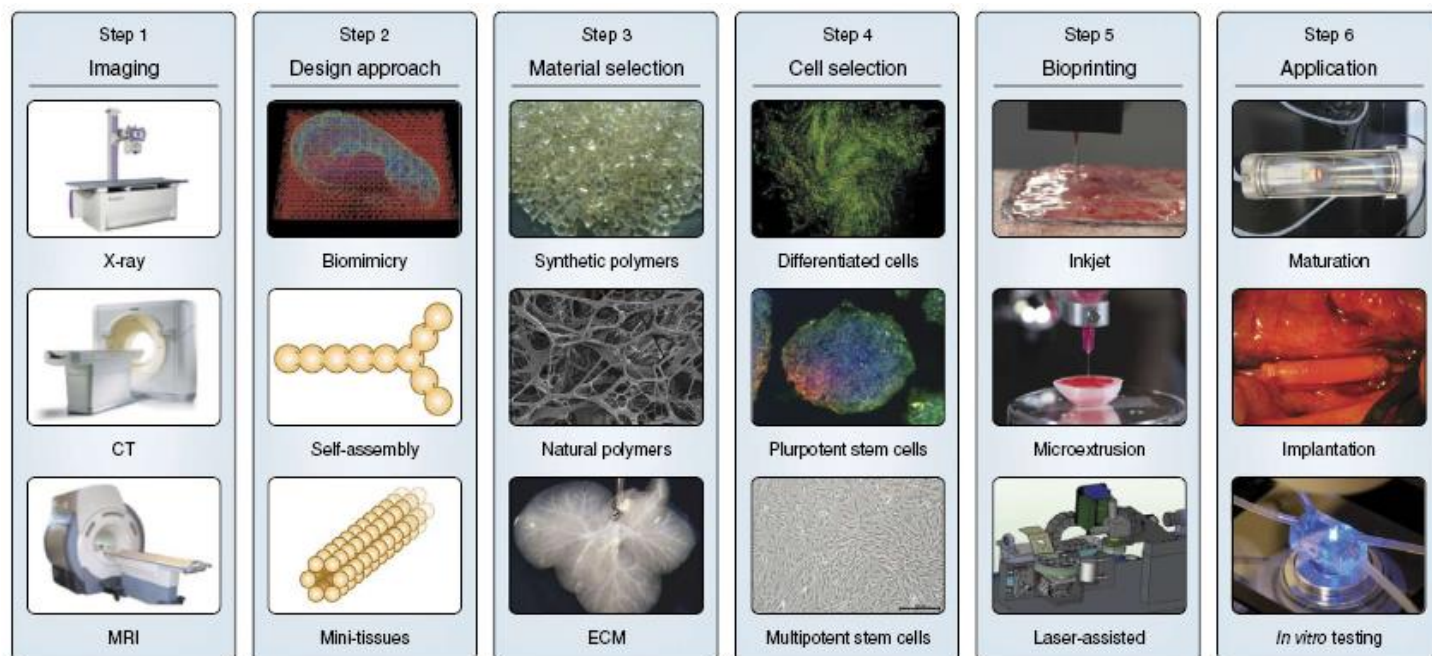 Step 1
Imaging
X-ray
CT
MRI
Step 2
Design approach
Biomimicry
Self-assembly
Mini-tissues
Step 3
Material selection
Synthetic polymers
Natural polymers
ECM
Step 4
Cell selection
Differentiated cells
Plurpotent stem cells
Multipotent stem cells
Step 5
Bioprinting
Inkjet
Microextrusion
Laser-assisted
Step 6
Application
Maturation
Implantation
In vitro testing